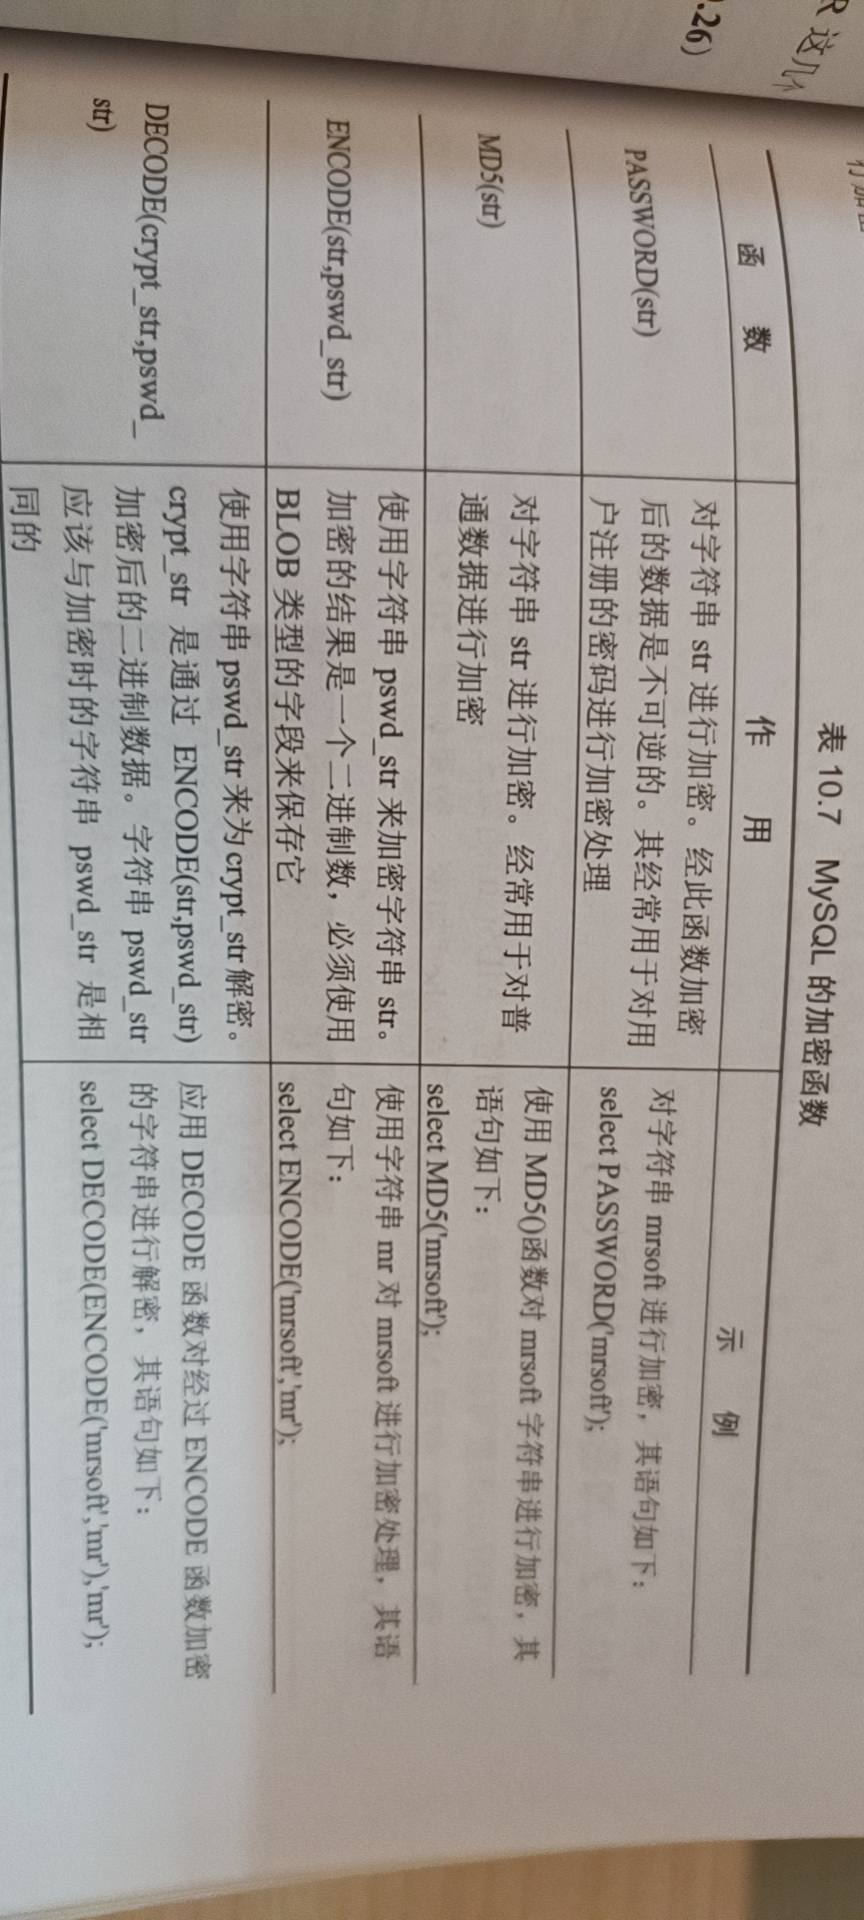 R 这几个
.26)
表 10.7 MySQL 的加密函数
函 数
作 用
示 例
PASSWORD(str)
对字符串 str 进行加密。经此函数加密
后的数据是不可逆的。其经常用于对用
户注册的密码进行加密处理
对字符串 mrsoft 进行加密，其语句如下：
select PASSWORD('mrsoft');
MD5(str)
对字符串 str 进行加密。经常用于对普
通数据进行加密
使用 MD5()函数对 mrsoft 字符串进行加密，其
语句如下：
select MD5('mrsoft');
ENCODE(str,pswd_str)
使用字符串 pswd_str 来加密字符串 str。
加密的结果是一个二进制数，必须使用
BLOB 类型的字段来保存它
使用字符串 mr 对 mrsoft 进行加密处理，其语
句如下：
select ENCODE('mrsoft','mr');
DECODE(crypt_str,pswd_
str)
使用字符串 pswd_str 来为 crypt_str 解密。
crypt_str 是通过 ENCODE(str,pswd_str)
加密后的二进制数据。字符串 pswd_str
应该与加密时的字符串 pswd_str 是相
同的
应用 DECODE 函数对经过 ENCODE 函数加密
的字符串进行解密，其语句如下：
select DECODE(ENCODE('mrsoft','mr'),'mr');